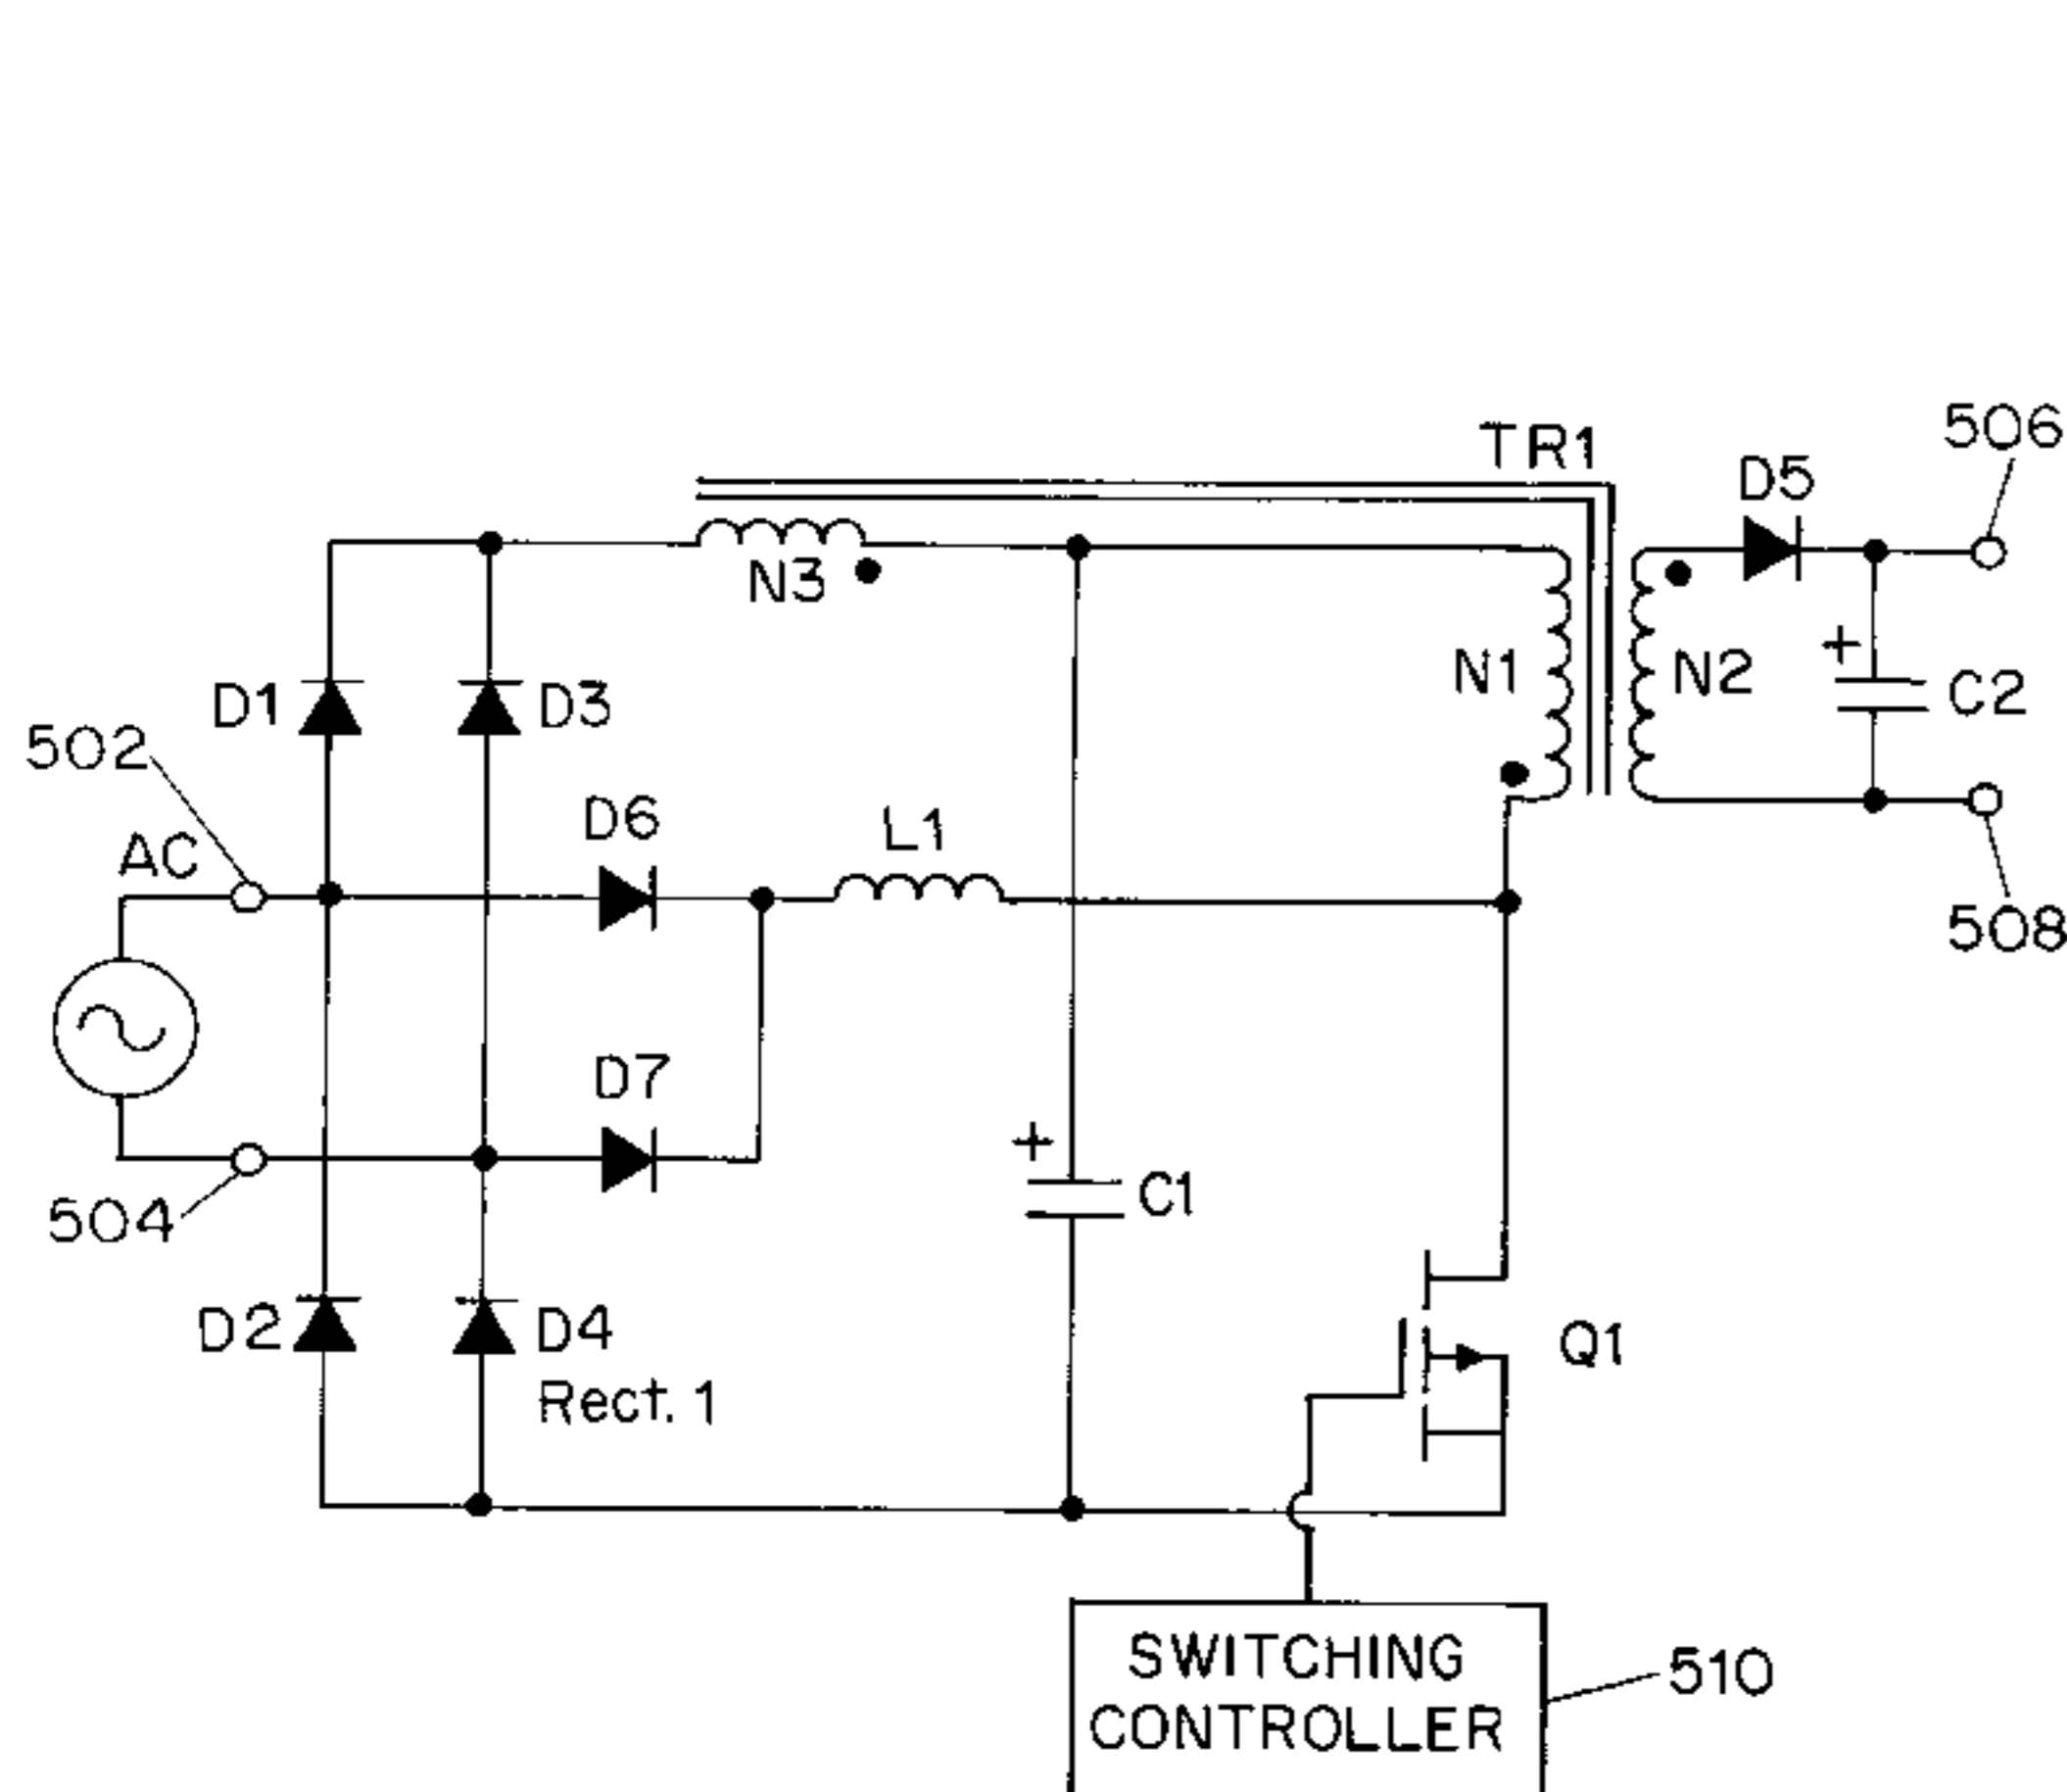 506
TR1
D5
N3
N1
N2
C2
D1
D3
502
D6
L1
AC
508
D7
C1
504
D2
D4
Q1
Rect. 1
SWITCHING
CONTROLLER
510
+
+